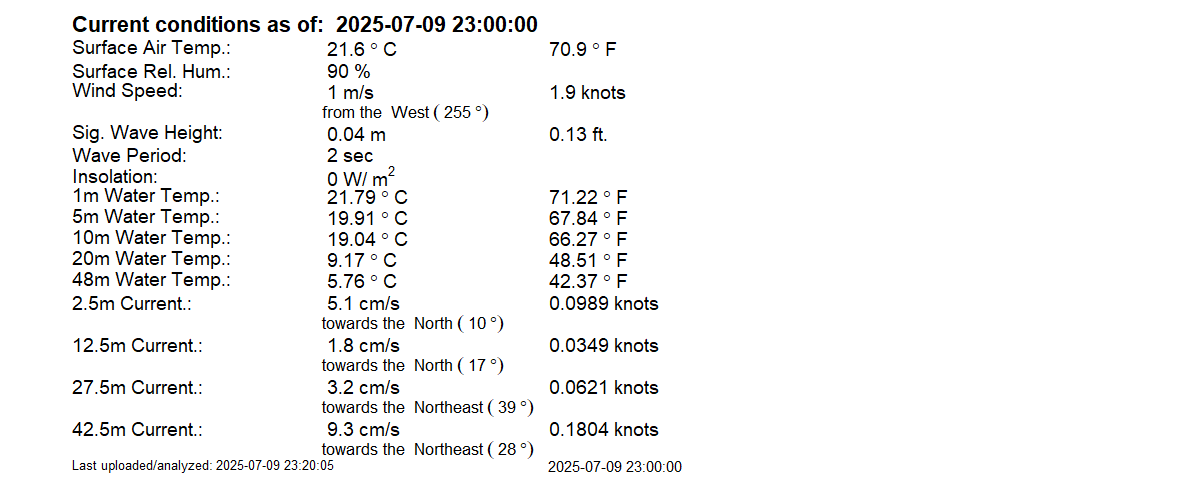 Current conditions as of: 2025-07-09 23:00:00
Surface Air Temp.: 21.6 ° C 70.9 ° F
Surface Rel. Hum.: 90 %
Wind Speed: 1 m/s 1.9 knots
from the West ( 255 °)
Sig. Wave Height: 0.04 m 0.13 ft.
Wave Period: 2 sec
Insolation: 0 W/ m²
1m Water Temp.: 21.79 ° C 71.22 ° F
5m Water Temp.: 19.91 ° C 67.84 ° F
10m Water Temp.: 19.04 ° C 66.27 ° F
20m Water Temp.: 9.17 ° C 48.51 ° F
48m Water Temp.: 5.76 ° C 42.37 ° F
2.5m Current.: 5.1 cm/s 0.0989 knots
towards the North ( 10 °)
12.5m Current.: 1.8 cm/s 0.0349 knots
towards the North ( 17 °)
27.5m Current.: 3.2 cm/s 0.0621 knots
towards the Northeast ( 39 °)
42.5m Current.: 9.3 cm/s 0.1804 knots
towards the Northeast ( 28 °)
Last uploaded/analyzed: 2025-07-09 23:20:05 2025-07-09 23:00:00